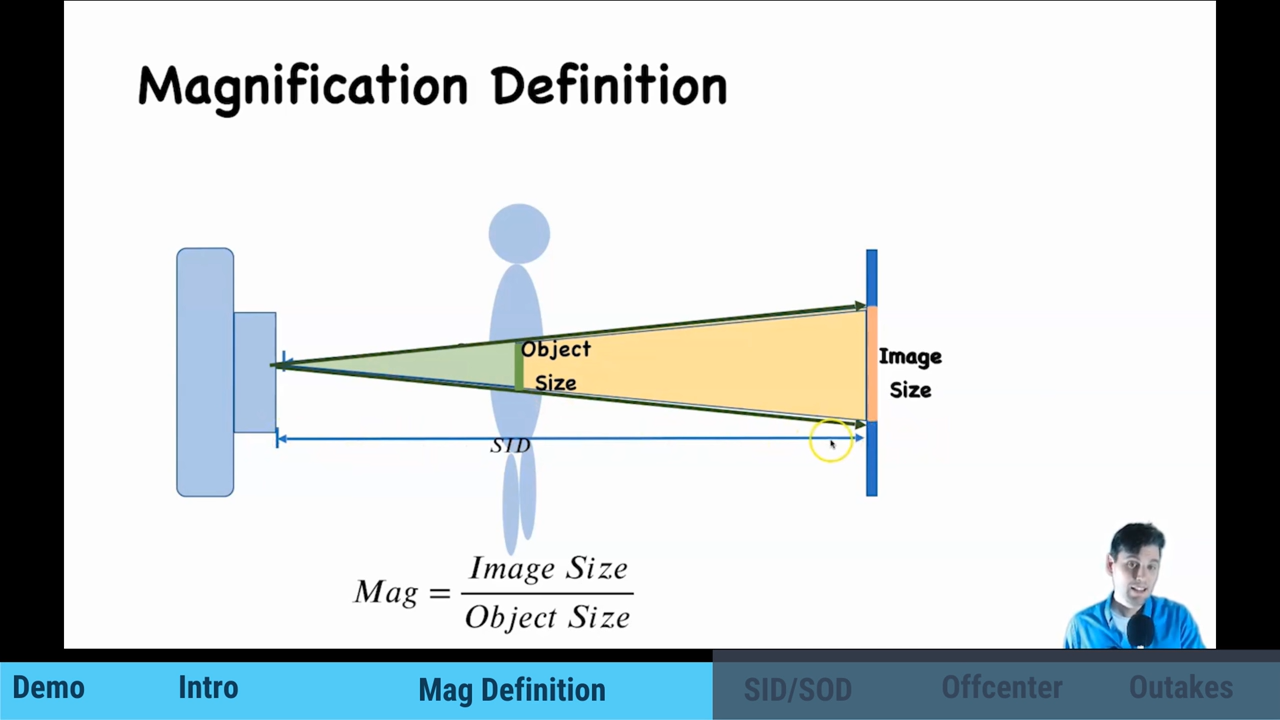 Magnification Definition
Object
Size
Image
Size
SID
Mag = Image Size / Object Size
Demo Intro Mag Definition SID/SOD Offcenter Outakes